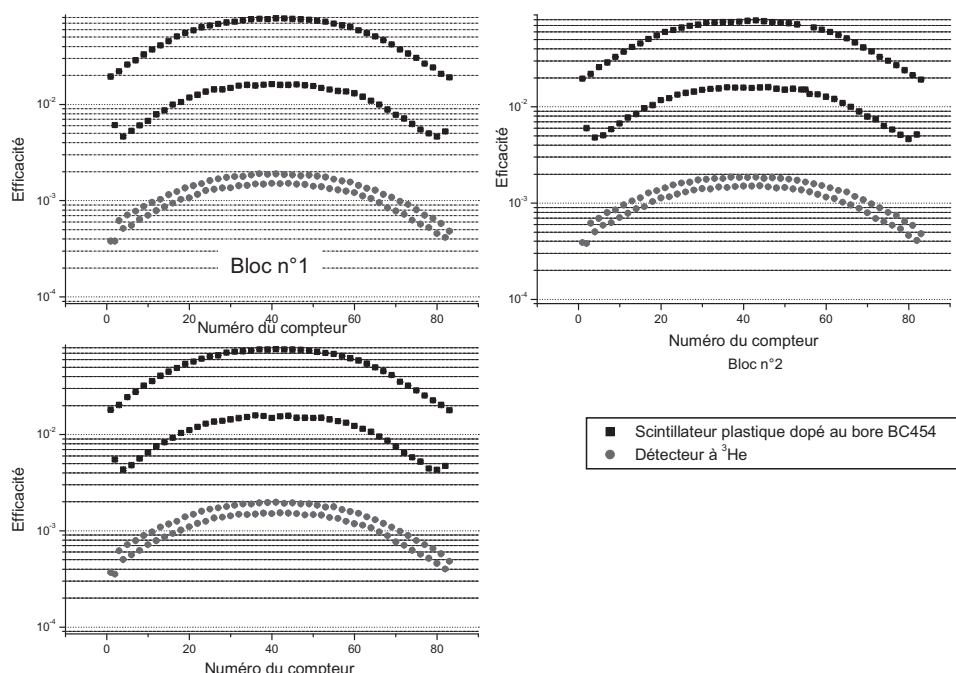 Efficacité
10⁻²
10⁻³
10⁻⁴
Bloc n°1
0 20 40 60 80
Numéro du compteur
Eficacité
10⁻²
10⁻³
10⁻⁴
0 20 40 60 80
Numéro du compteur
Bloc n°2
Efficacité
10⁻²
10⁻³
10⁻⁴
0 20 40 60 80
Numéro du compteur
Scintillateur plastique dopé au bore BC454
Détecteur à ³He